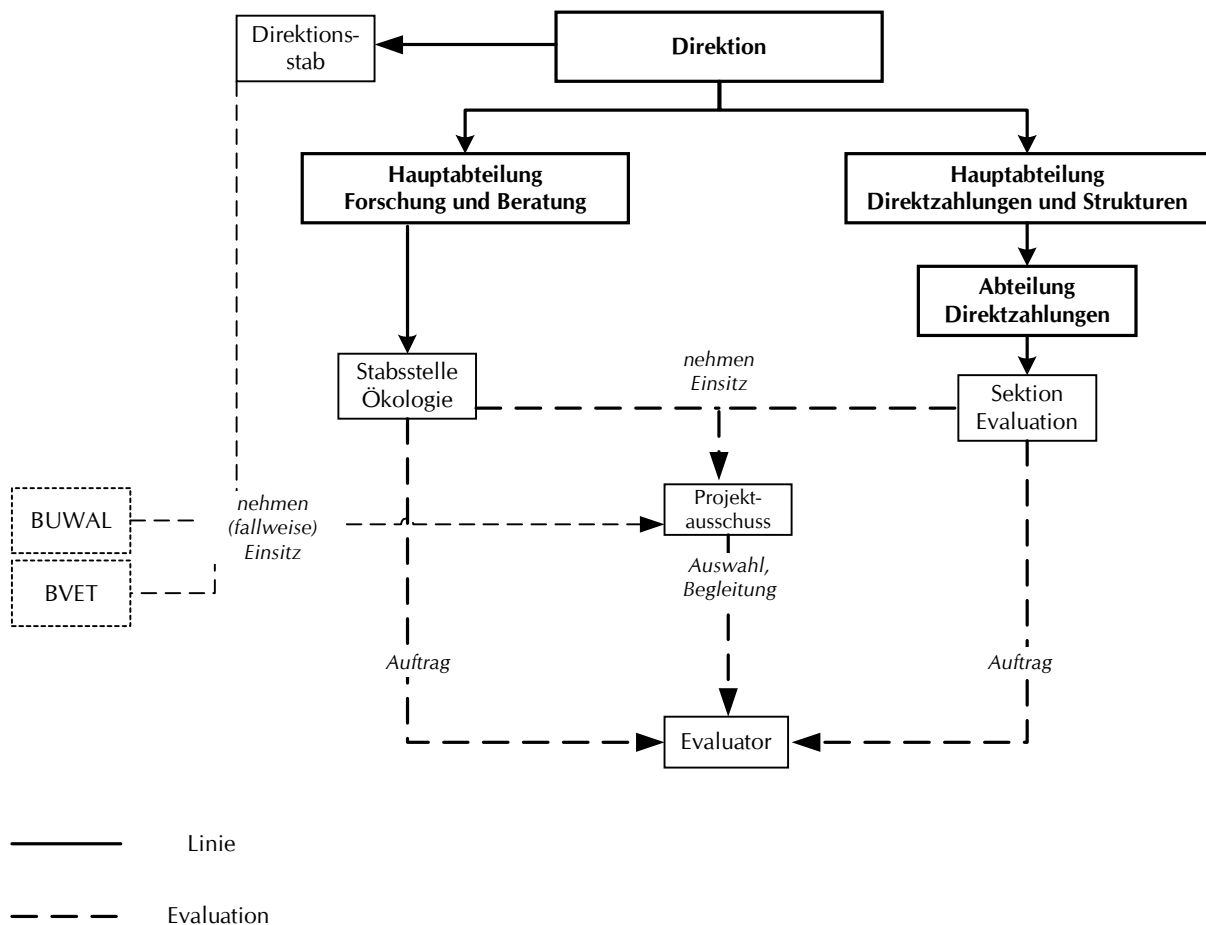 Direktions-
stab
Direktion
Hauptabteilung
Forschung und Beratung
Hauptabteilung
Direktzahlungen und Strukturen
Abteilung
Direktzahlungen
Stabsstelle
Ökologie
nehmen
Einsitz
Sektion
Evaluation
BUWAL
BVET
nehmen
(fallweise)
Einsitz
Projekt-
ausschuss
Auswahl,
Begleitung
Auftrag
Auftrag
Evaluator
Linie
Evaluation